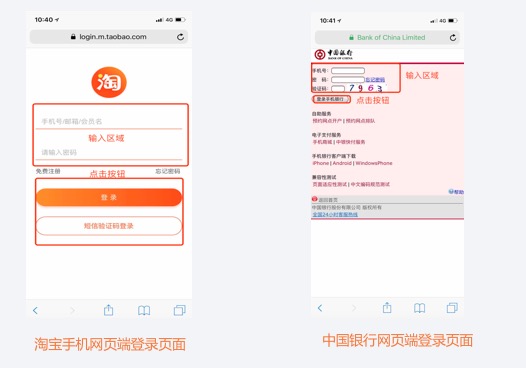 10:40
4G
login.m.taobao.com
淘
手机号/邮箱/会员名
输入区域
请输入密码
免费注册
点击按钮
忘记密码
登 录
短信验证码登录
淘宝手机网页端登录页面
10:41
4G
Bank of China Limited
中国银行
BANK OF CHINA
手机号：
密　码：
忘记密码
输入区域
验证码：
7 9 6 3
登录手机银行
点击按钮
自助服务
预约网点开户 | 预约网点排队
电子支付服务
手机商城 | 中银快付服务
手机银行客户端下载
iPhone | Android | WindowsPhone
兼容性测试
页面适应性测试 | 中文编码规范测试
帮助
返回首页
中国银行股份有限公司 版权所有
全国24小时客服热线
中国银行网页端登录页面